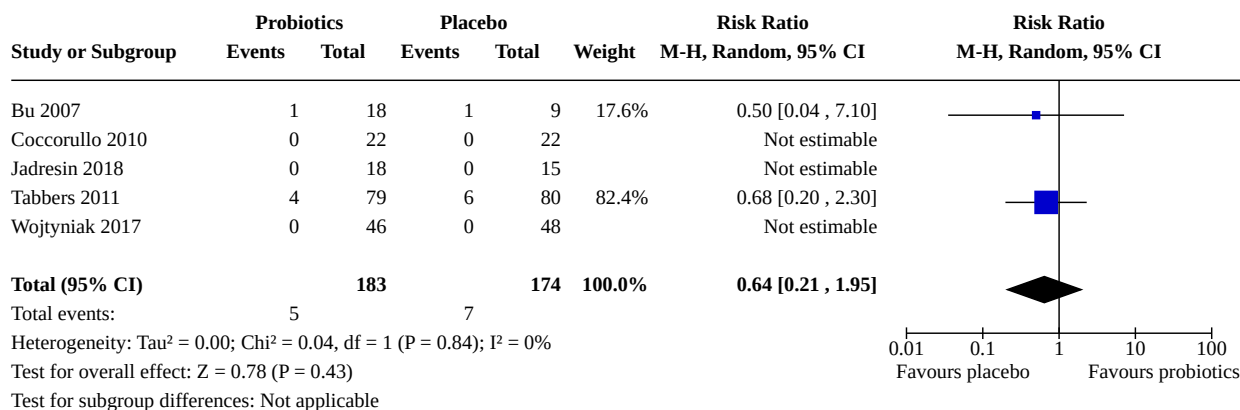 Probiotics Placebo Risk Ratio Risk Ratio
Study or Subgroup Events Total Events Total Weight M-H, Random, 95% CI M-H, Random, 95% CI
Bu 2007 1 18 1 9 17.6% 0.50 [0.04 , 7.10]
Coccorullo 2010 0 22 0 22 Not estimable
Jadresin 2018 0 18 0 15 Not estimable
Tabbers 2011 4 79 6 80 82.4% 0.68 [0.20 , 2.30]
Wojtyniak 2017 0 46 0 48 Not estimable
Total (95% CI) 183 174 100.0% 0.64 [0.21 , 1.95]
Total events: 5 7
Heterogeneity: Tau² = 0.00; Chi² = 0.04, df = 1 (P = 0.84); I² = 0%
0.01 0.1 1 10 100
Test for overall effect: Z = 0.78 (P = 0.43) Favours placebo Favours probiotics
Test for subgroup differences: Not applicable